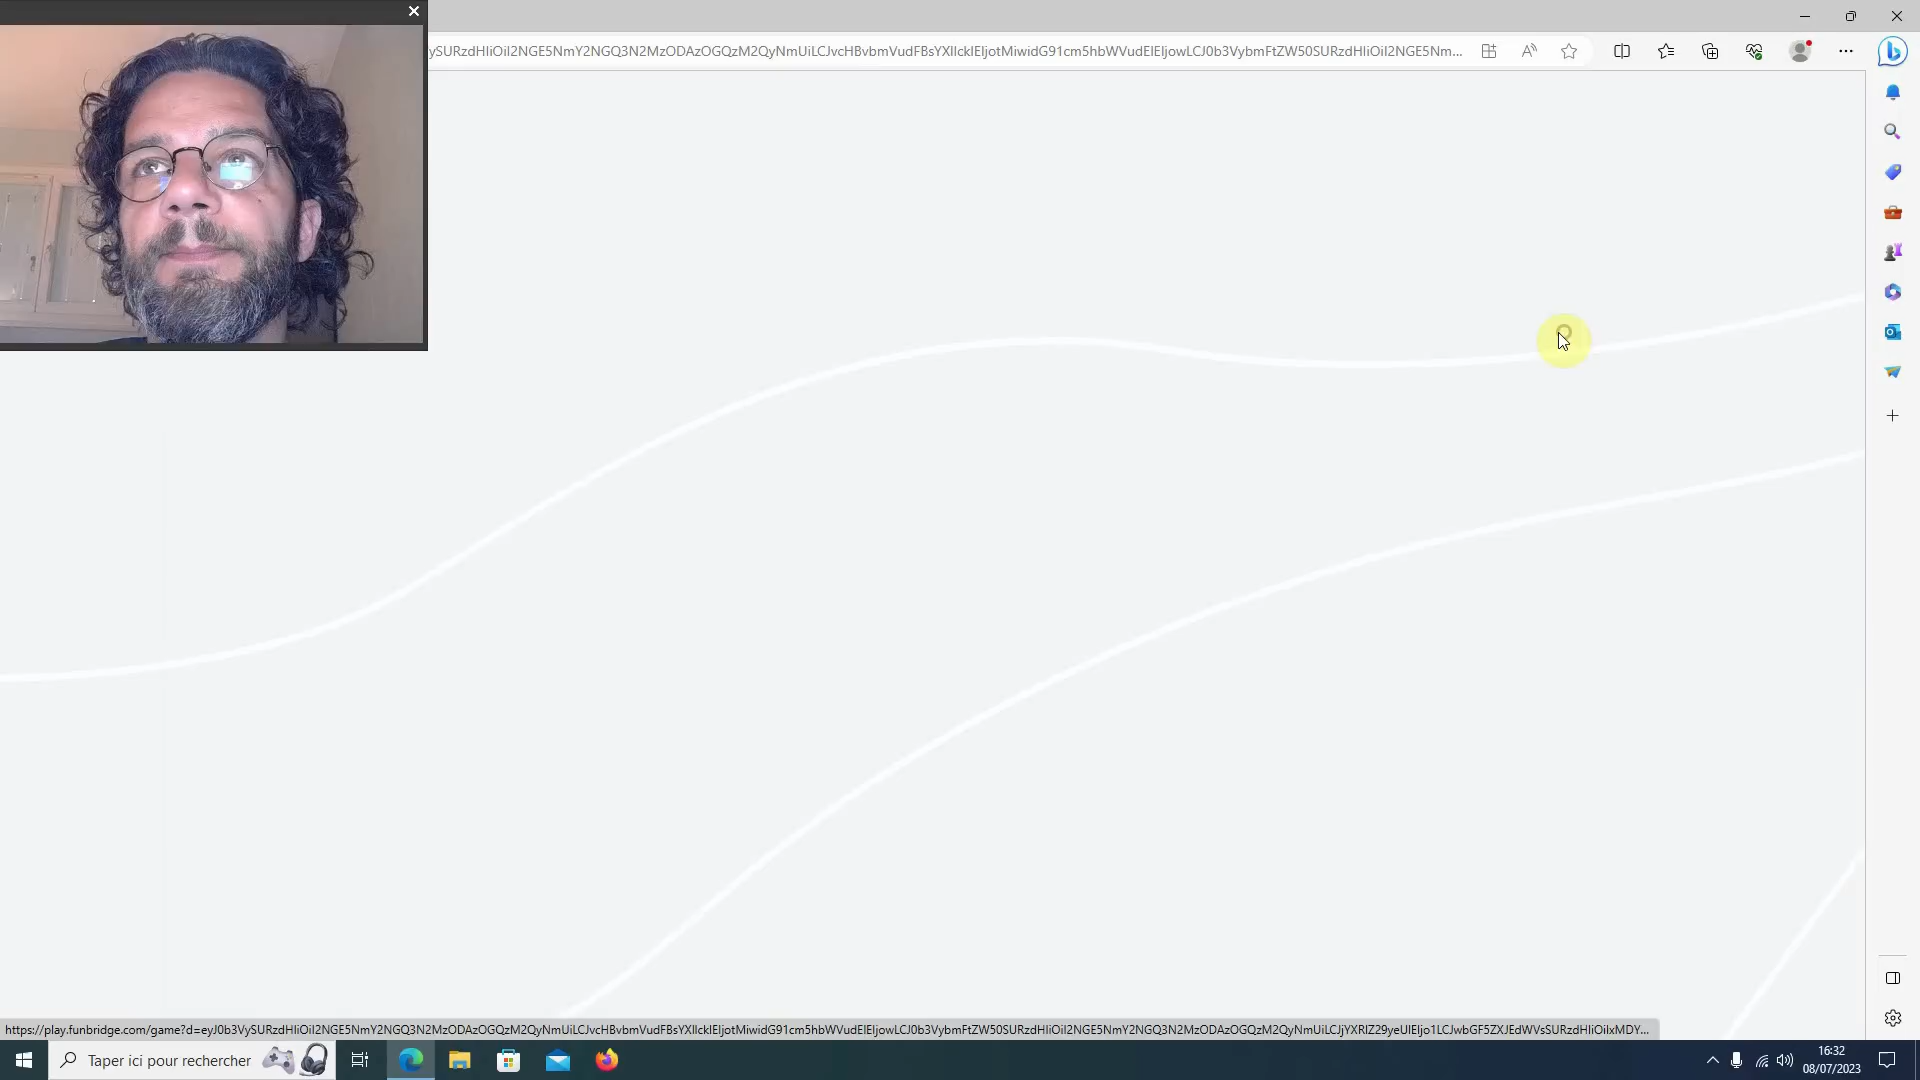 ySURzdHIiOiI2NGE5NmY2NGQ3N2MzODAzOGQzM2QyNmUiLCJvcHBvbmVudFBsYXllcklEIjotMiwidG91cm5hbWVudElEIjowLCJ0b3VybmFtZW50SURzdHIiOiI2NGE5Nm...
https://play.funbridge.com/game?d=eyJ0b3VySURzdHIiOiI2NGE5NmY2NGQ3N2MzODAzOGQzM2QyNmUiLCJvcHBvbmVudFBsYXllcklEIjotMiwidG91cm5hbWVudElEIjowLCJ0b3VybmFtZW50SURzdHIiOiI2NGE5NmY2NGQ3N2MzODAzOGQzM2QyNmUiLCJjYXRlZ29yeUlEIjo1LCJwbGF5ZXJEdWVsSURzdHIiOiIxMDY...
Taper ici pour rechercher
16:32
08/07/2023